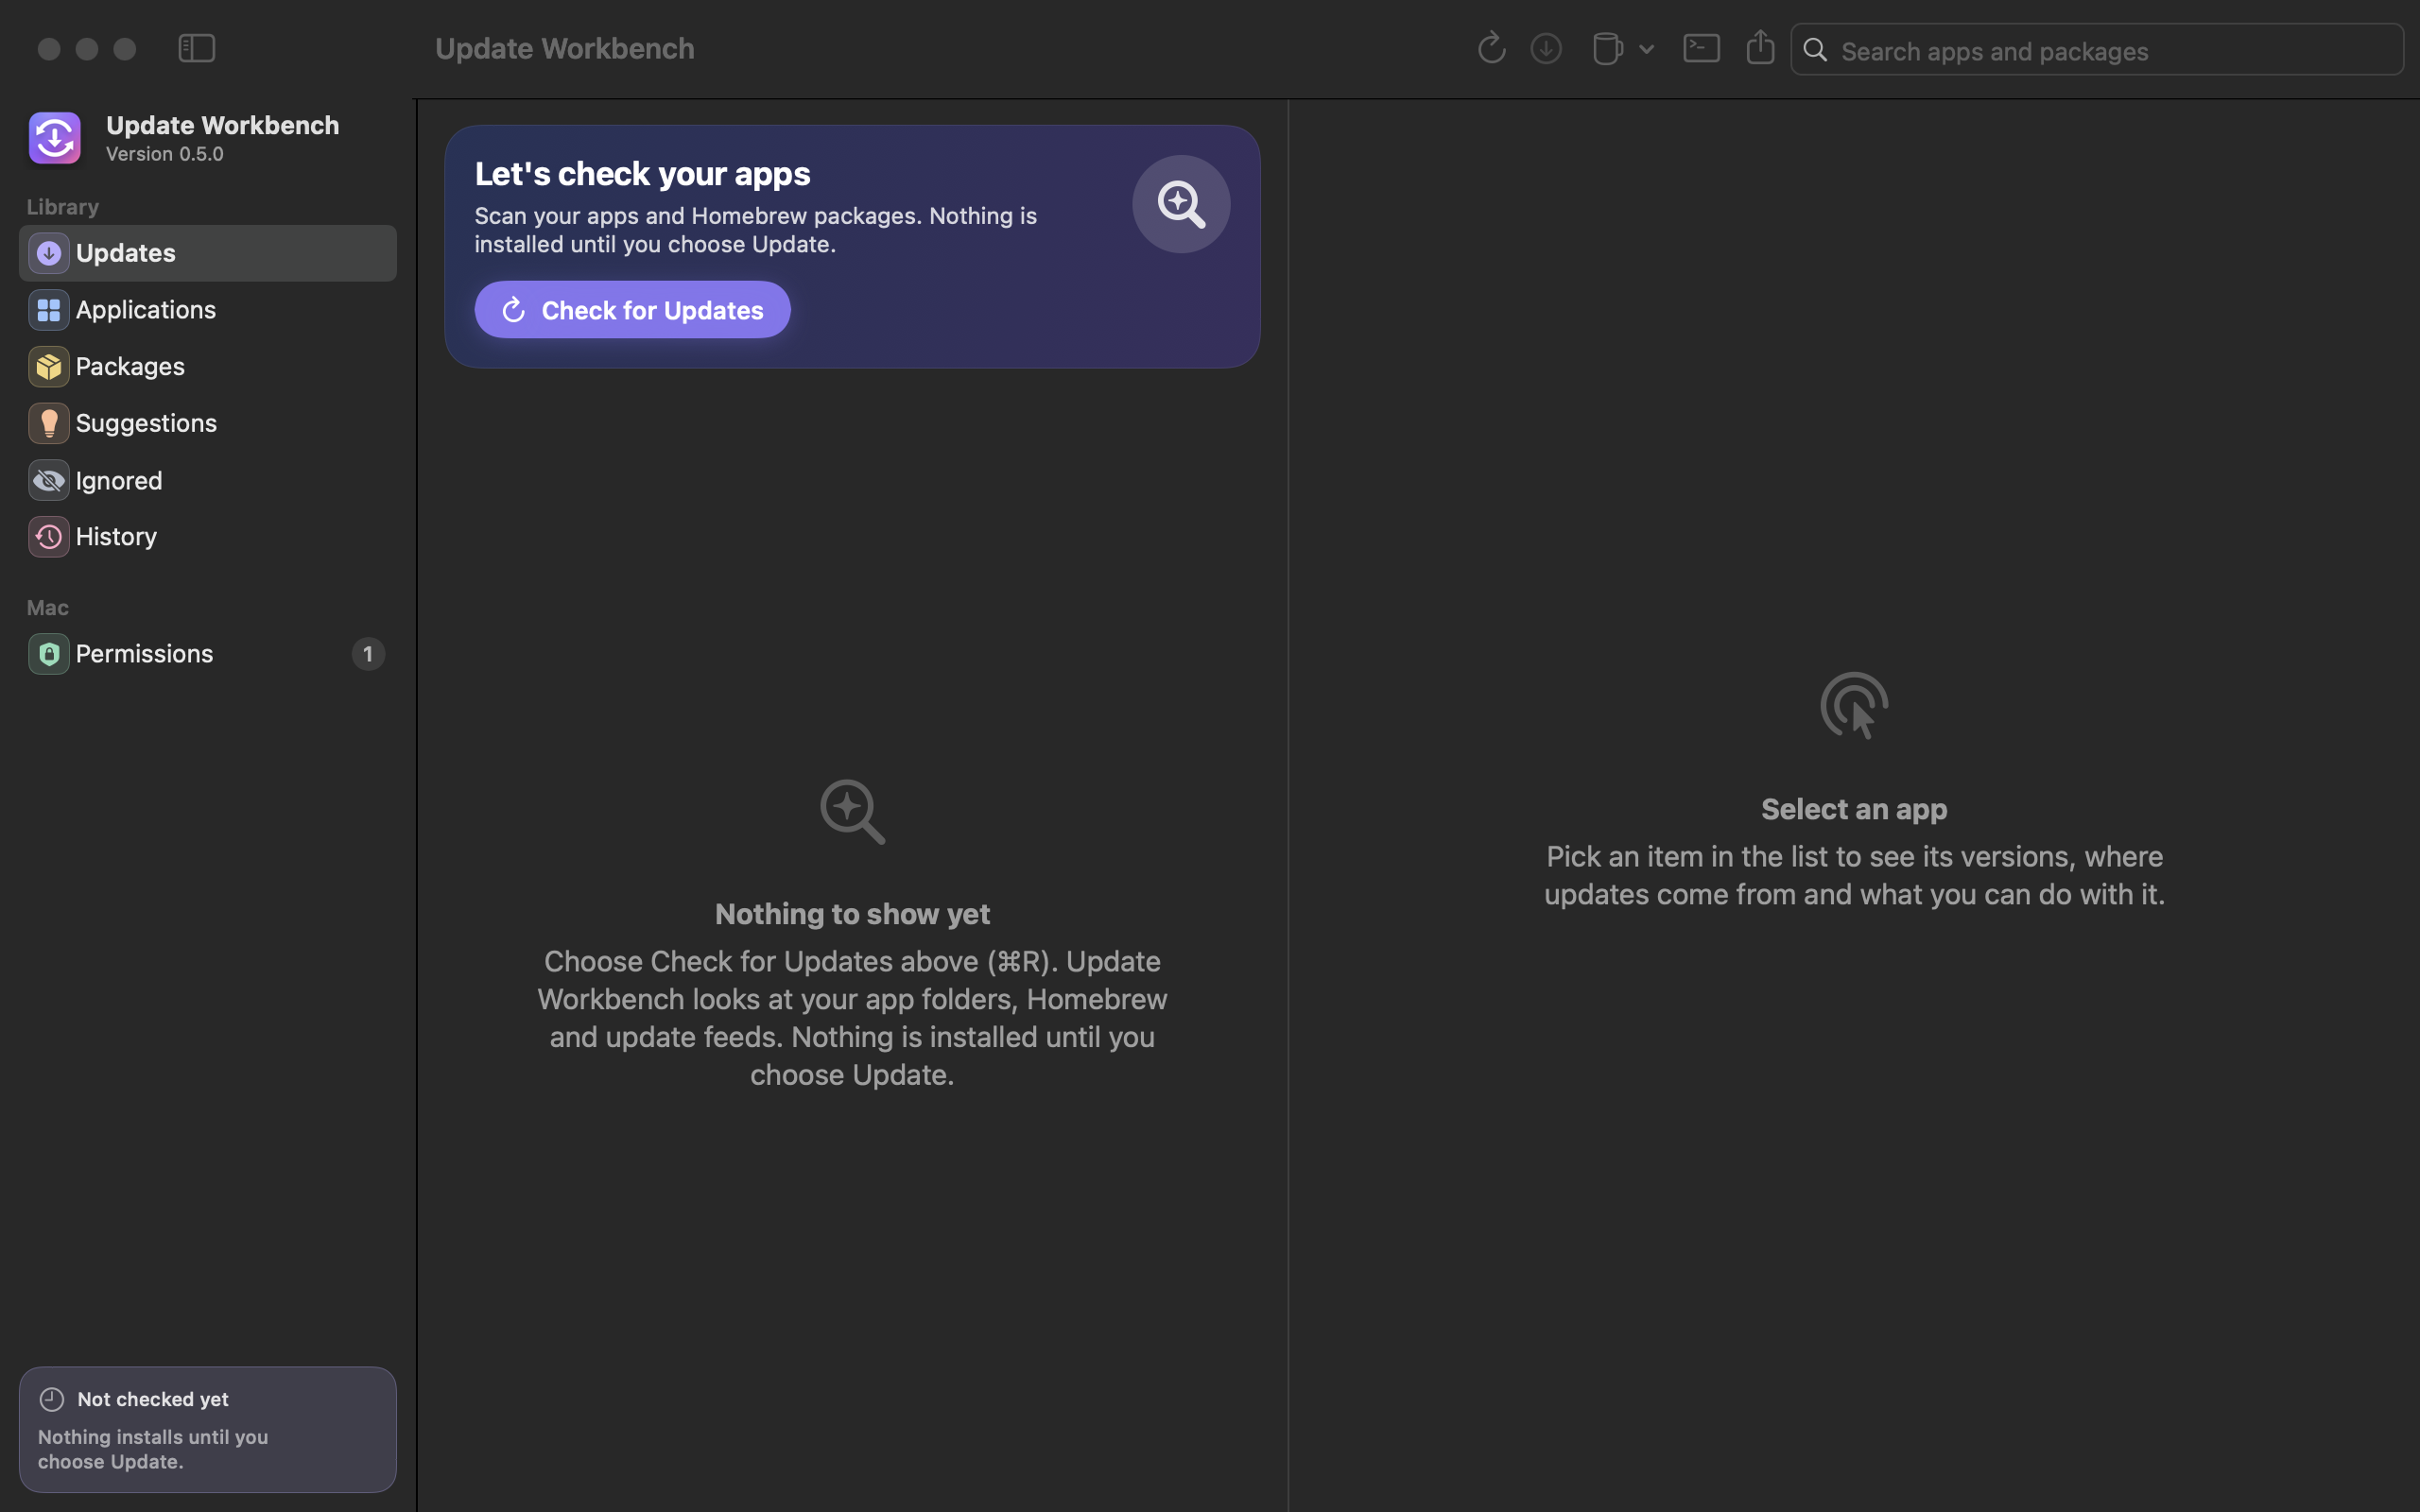 Update Workbench
Search apps and packages
Update Workbench
Version 0.5.0
Library
Updates
Applications
Packages
Suggestions
Ignored
History
Mac
Permissions
1
Not checked yet
Nothing installs until you
choose Update.
Let's check your apps
Scan your apps and Homebrew packages. Nothing is
installed until you choose Update.
Check for Updates
Nothing to show yet
Choose Check for Updates above (⌘R). Update
Workbench looks at your app folders, Homebrew
and update feeds. Nothing is installed until you
choose Update.
Select an app
Pick an item in the list to see its versions, where
updates come from and what you can do with it.